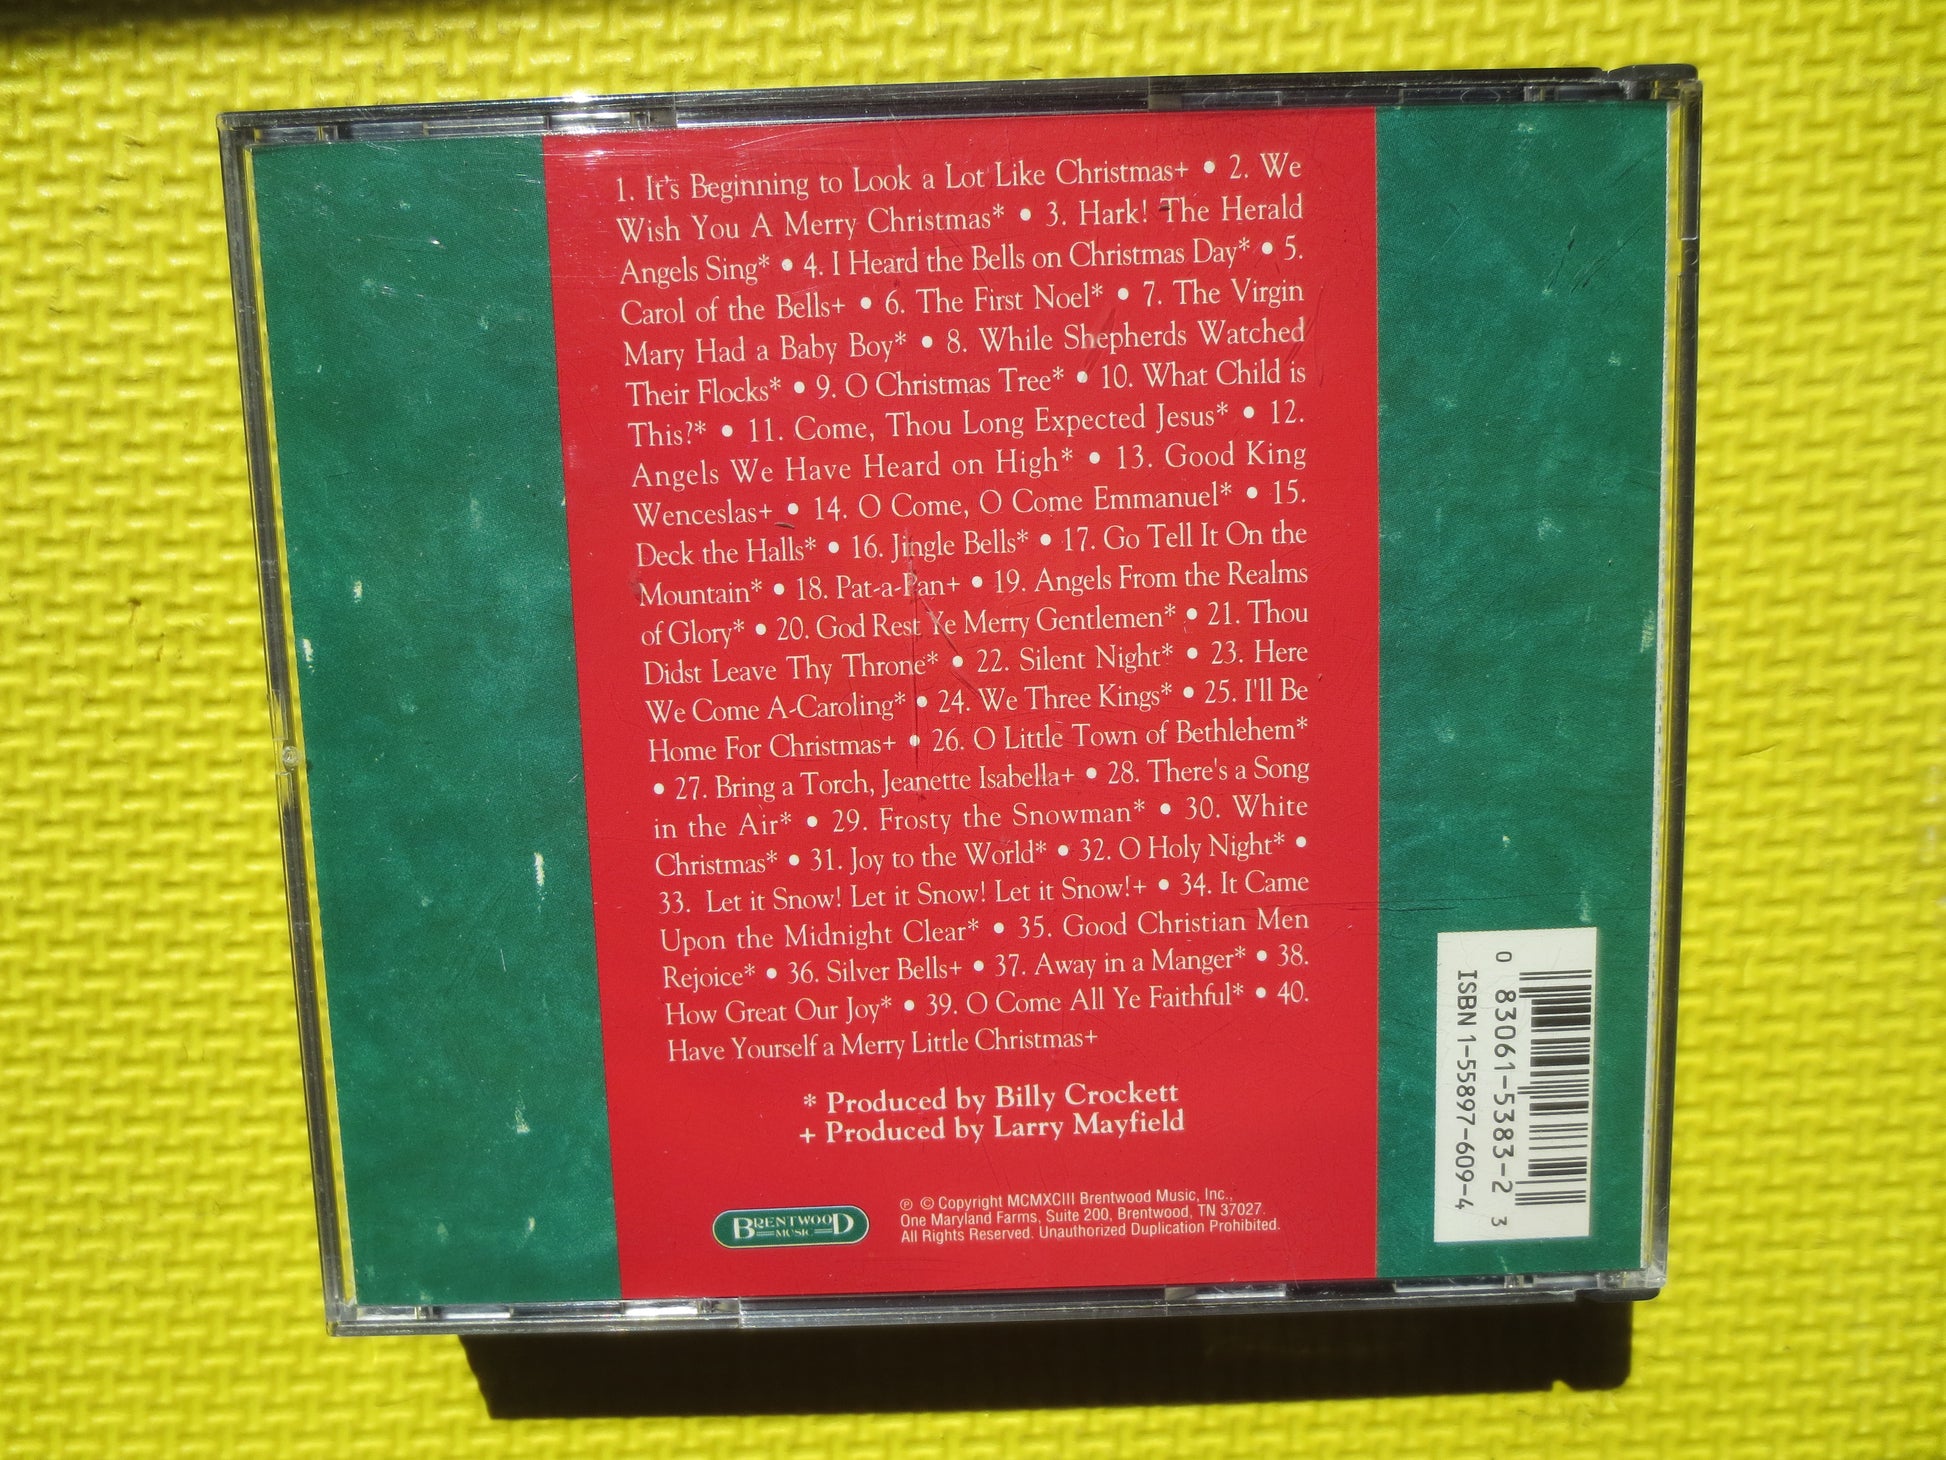 1. It's Beginning to Look a Lot Like Christmas+ • 2. We
Wish You A Merry Christmas* • 3. Hark! The Herald
Angels Sing* • 4. I Heard the Bells on Christmas Day* • 5.
Carol of the Bells+ • 6. The First Noel* • 7. The Virgin
Mary Had a Baby Boy* • 8. While Shepherds Watched
Their Flocks* • 9. O Christmas Tree* • 10. What Child is
This?* • 11. Come, Thou Long Expected Jesus* • 12.
Angels We Have Heard on High* • 13. Good King
Wenceslas+ • 14. O Come, O Come Emmanuel* • 15.
Deck the Halls* • 16. Jingle Bells* • 17. Go Tell It On the
Mountain* • 18. Pat-a-Pan+ • 19. Angels From the Realms
of Glory* • 20. God Rest Ye Merry Gentlemen* • 21. Thou
Didst Leave Thy Throne* • 22. Silent Night* • 23. Here
We Come A-Caroling* • 24. We Three Kings* • 25. I'll Be
Home For Christmas+ • 26. O Little Town of Bethlehem*
• 27. Bring a Torch, Jeanette Isabella+ • 28. There's a Song
in the Air* • 29. Frosty the Snowman* • 30. White
Christmas* • 31. Joy to the World* • 32. O Holy Night* •
33. Let it Snow! Let it Snow! Let it Snow!+ • 34. It Came
Upon the Midnight Clear* • 35. Good Christian Men
Rejoice* • 36. Silver Bells+ • 37. Away in a Manger* • 38.
How Great Our Joy* • 39. O Come All Ye Faithful* • 40.
Have Yourself a Merry Little Christmas+
* Produced by Billy Crockett
+ Produced by Larry Mayfield
BRENTWOOD
MUSIC
℗ © Copyright MCMXCIII Brentwood Music, Inc.,
One Maryland Farms, Suite 200, Brentwood, TN 37027.
All Rights Reserved. Unauthorized Duplication Prohibited.
0 83061-5383-2 3
ISBN 1-55897-609-4